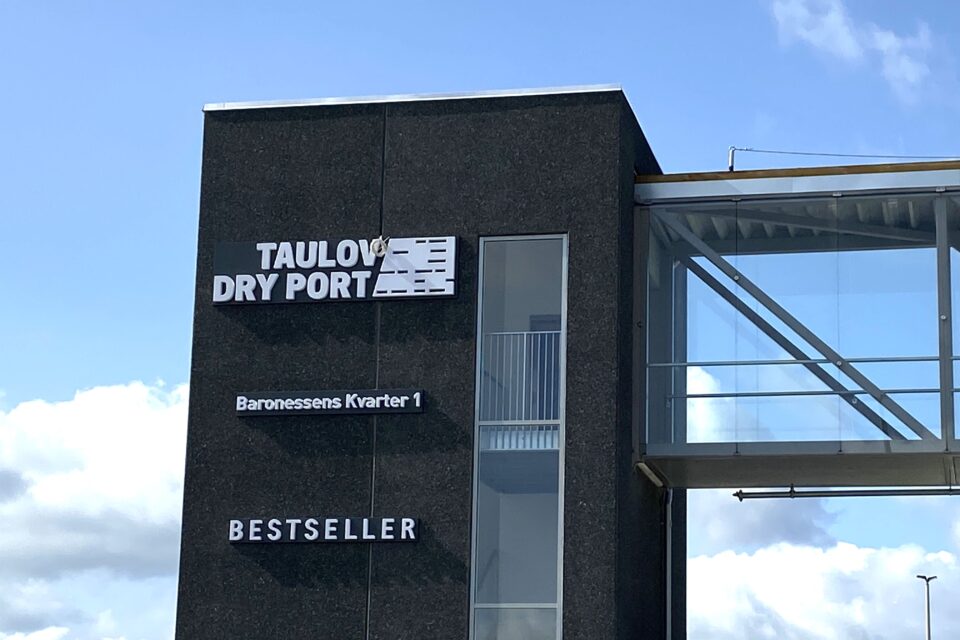 TAULOV
DRY PORT
Baronessens Kvarter 1
BESTSELLER